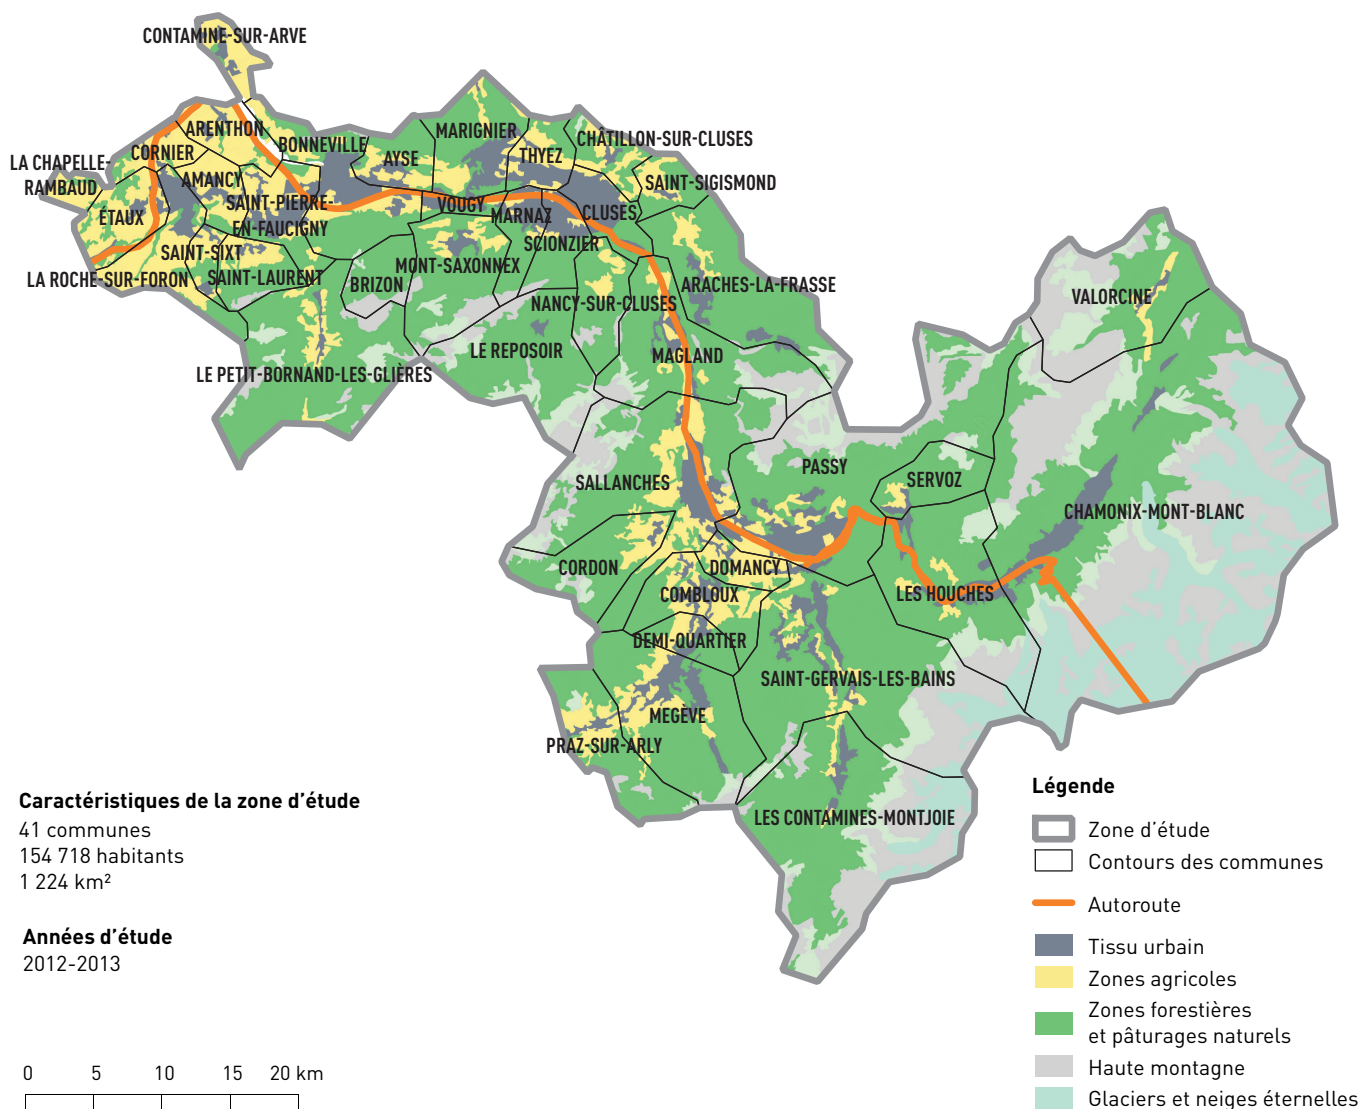 CONTAMINE-SUR-ARVE
ARENTHON
CORNIER
BONNEVILLE
MARIGNIER
CHÂTILLON-SUR-CLUSES
LA CHAPELLE-
RAMBAUD
AYSE
THYEZ
AMANCY
SAINT-SIGISMOND
ÉTAUX
SAINT-PIERRE-
EN-FAUCIGNY
VOUGY
MARNAZ
CLUSES
SCIONZIER
SAINT-SIXT
LA ROCHE-SUR-FORON
SAINT-LAURENT
BRIZON
MONT-SAXONNEX
NANCY-SUR-CLUSES
ARACHES-LA-FRASSE
VALORCINE
LE REPOSOIR
MAGLAND
LE PETIT-BORNAND-LES-GLIÈRES
SALLANCHES
PASSY
SERVOZ
CHAMONIX-MONT-BLANC
CORDON
DOMANCY
COMBLOUX
LES HOUCHES
DEMI-QUARTIER
SAINT-GERVAIS-LES-BAINS
MEGÈVE
PRAZ-SUR-ARLY
LES CONTAMINES-MONTJOIE
Caractéristiques de la zone d'étude
41 communes
154 718 habitants
1 224 km²
Années d'étude
2012-2013
0 5 10 15 20 km
Légende
Zone d'étude
Contours des communes
Autoroute
Tissu urbain
Zones agricoles
Zones forestières
et pâturages naturels
Haute montagne
Glaciers et neiges éternelles